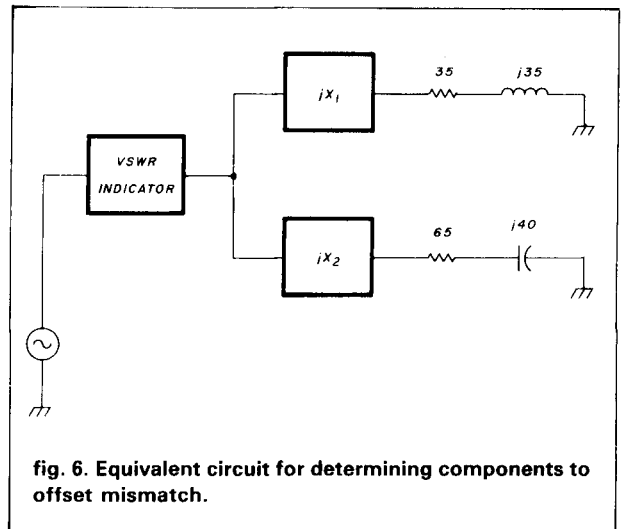 35
j35
jX1
VSWR
INDICATOR
65
j40
jX2
fig. 6. Equivalent circuit for determining components to
offset mismatch.